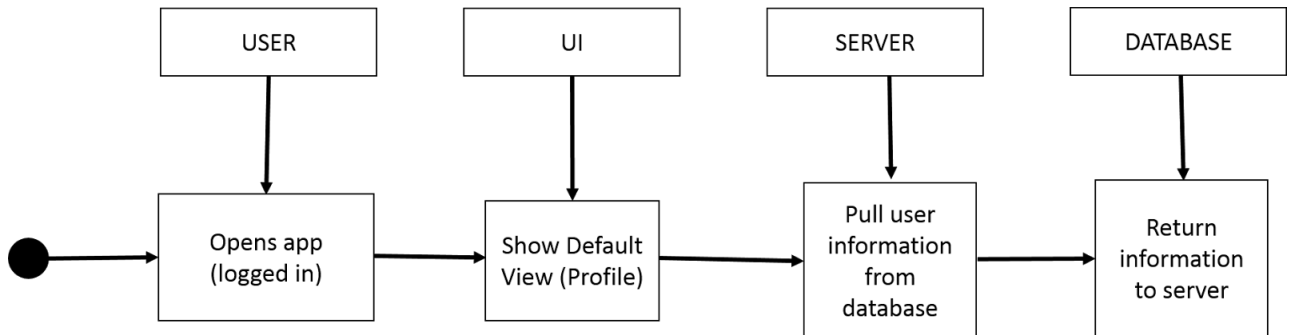 USER
UI
SERVER
DATABASE
Opens app
(logged in)
Show Default
View (Profile)
Pull user
information
from
database
Return
information
to server